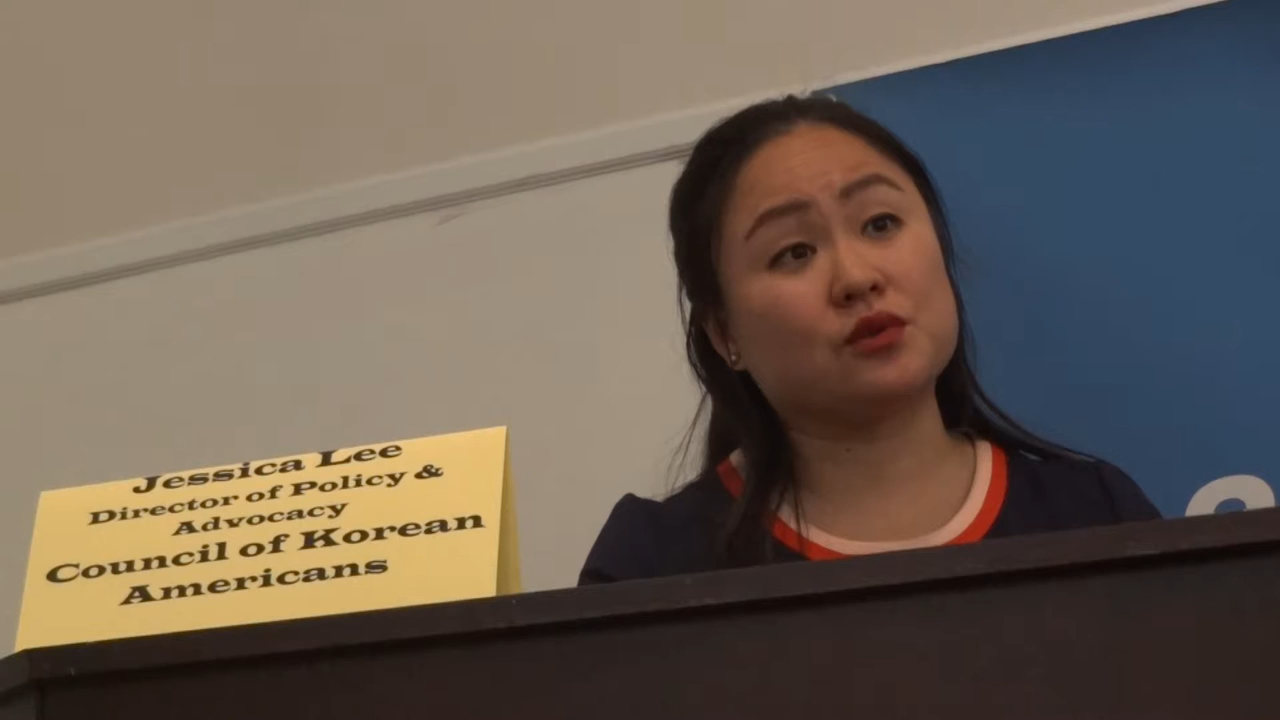 Jessica Lee
Director of Policy &
Advocacy
Council of Korean
Americans